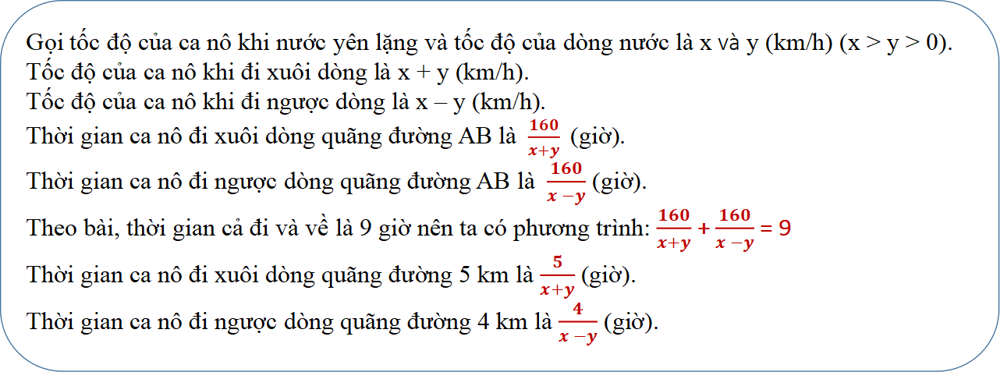 Gọi tốc độ của ca nô khi nước yên lặng và tốc độ của dòng nước là x và y (km/h) (x > y > 0).
Tốc độ của ca nô khi đi xuôi dòng là x + y (km/h).
Tốc độ của ca nô khi đi ngược dòng là x – y (km/h).
Thời gian ca nô đi xuôi dòng quãng đường AB là 160/(x+y) (giờ).
Thời gian ca nô đi ngược dòng quãng đường AB là 160/(x −y) (giờ).
Theo bài, thời gian cả đi và về là 9 giờ nên ta có phương trình: 160/(x+y) + 160/(x −y) = 9
Thời gian ca nô đi xuôi dòng quãng đường 5 km là 5/(x+y) (giờ).
Thời gian ca nô đi ngược dòng quãng đường 4 km là 4/(x −y) (giờ).